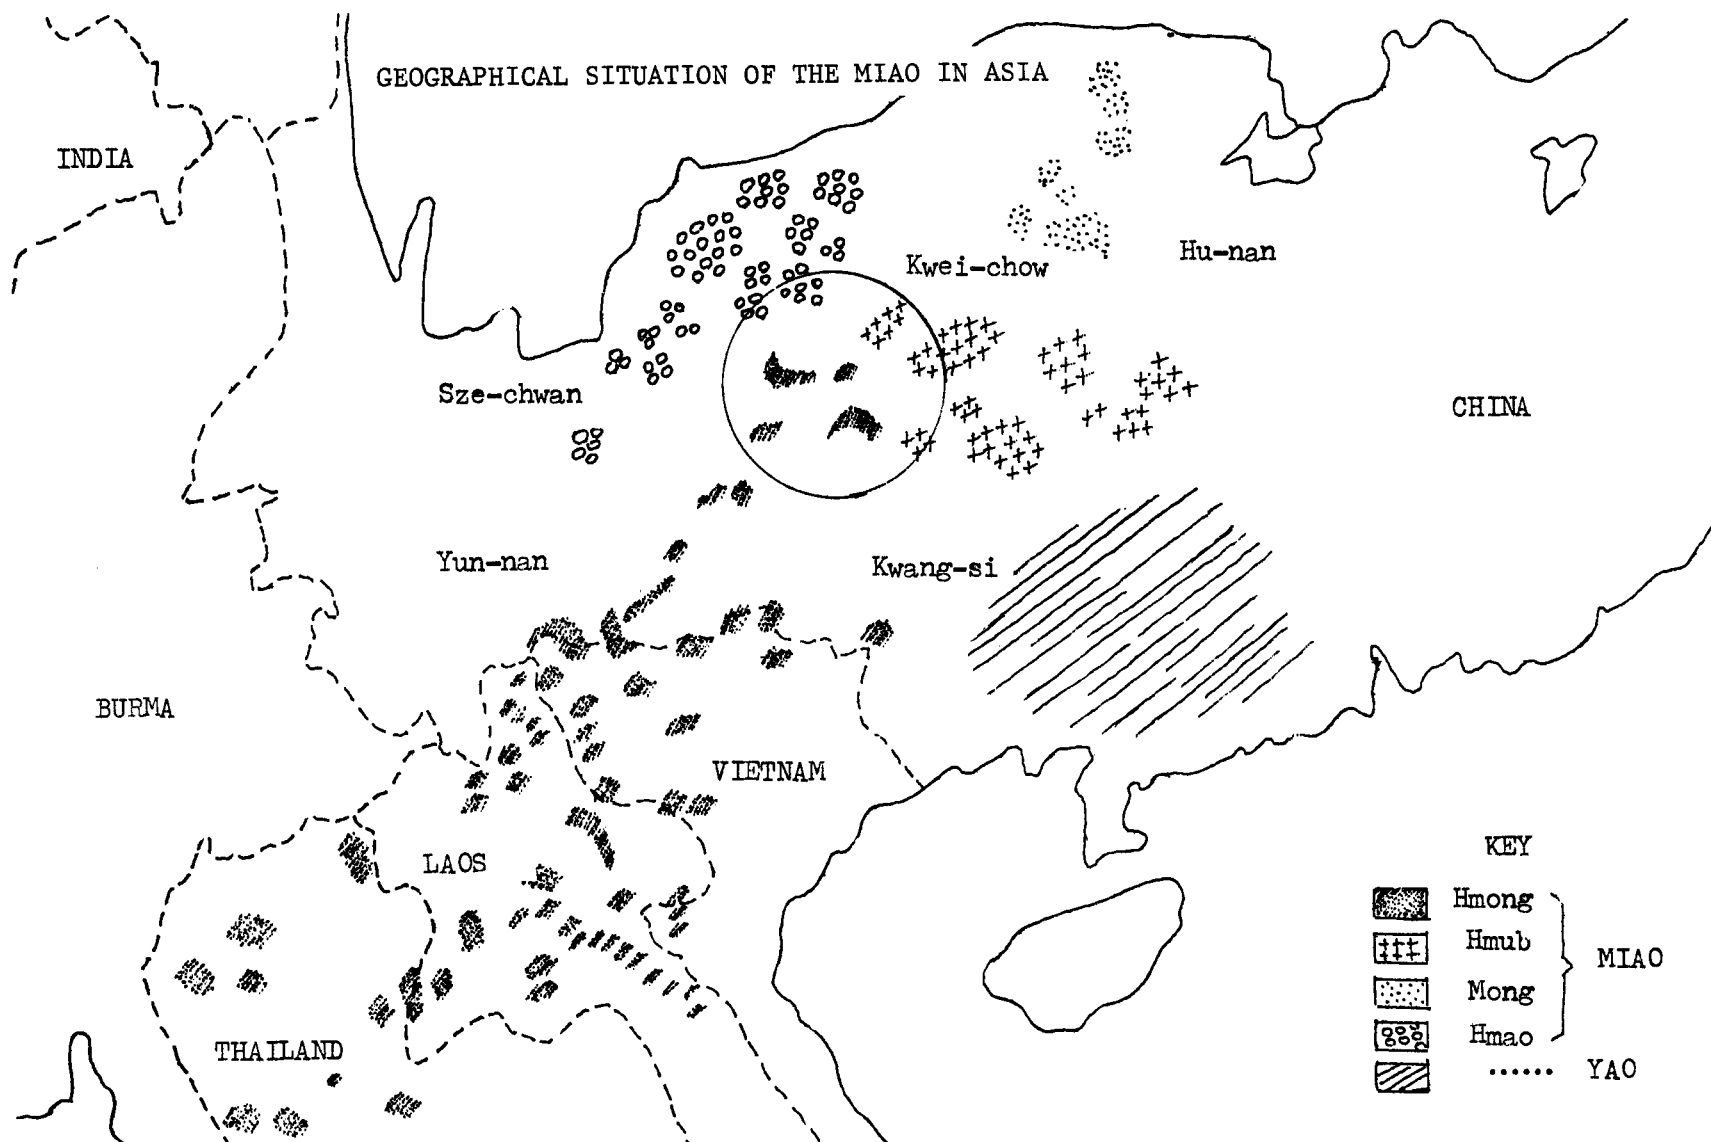 GEOGRAPHICAL SITUATION OF THE MIAO IN ASIA
INDIA
Kwei-chow
Hu-nan
Sze-chwan
CHINA
Yun-nan
Kwang-si
BURMA
VIETNAM
LAOS
THAILAND
KEY
Hmong
Hmub
Mong
Hmao
MIAO
YAO